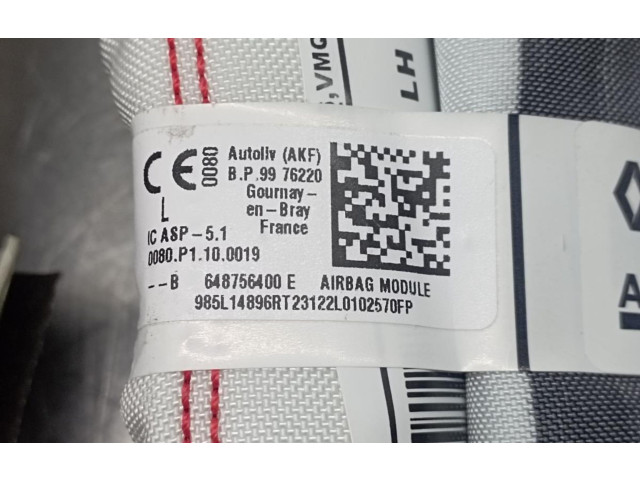 CE 0080
L
IC ASP-5.1
0080.P1.10.0019
Autoliv (AKF)
B.P.99 76220
Gournay-
en-Bray
France
--B 648756400 E AIRBAG MODULE
985L14896RT23122L0102570FP
,VMG
LH
A